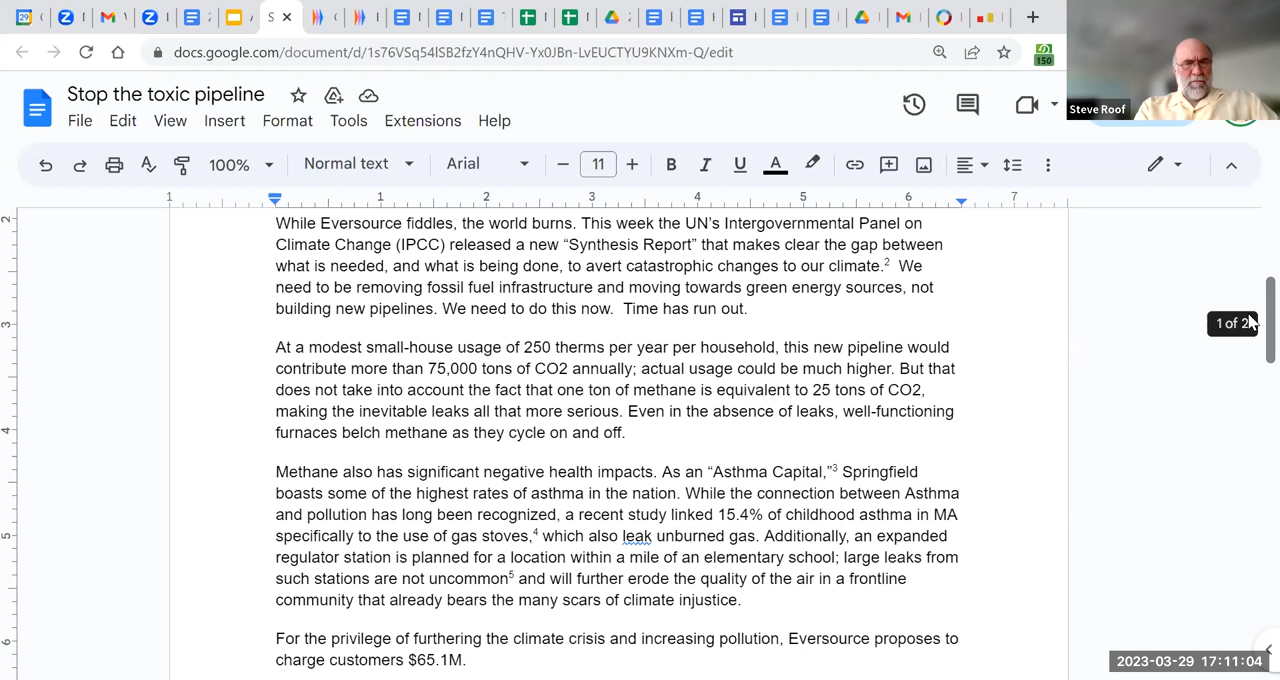 docs.google.com/document/d/1s76VSq54lSB2fzY4nQHV-Yx0JBn-LvEUCTYU9KNXm-Q/edit
150
Steve Roof
Stop the toxic pipeline
File Edit View Insert Format Tools Extensions Help
100% Normal text Arial 11 B I U A
1 1 2 3 4 5 6 7
While Eversource fiddles, the world burns. This week the UN’s Intergovernmental Panel on
Climate Change (IPCC) released a new “Synthesis Report” that makes clear the gap between
what is needed, and what is being done, to avert catastrophic changes to our climate.2 We
need to be removing fossil fuel infrastructure and moving towards green energy sources, not
building new pipelines. We need to do this now. Time has run out.
1 of 2
At a modest small-house usage of 250 therms per year per household, this new pipeline would
contribute more than 75,000 tons of CO2 annually; actual usage could be much higher. But that
does not take into account the fact that one ton of methane is equivalent to 25 tons of CO2,
making the inevitable leaks all that more serious. Even in the absence of leaks, well-functioning
furnaces belch methane as they cycle on and off.
Methane also has significant negative health impacts. As an “Asthma Capital,”3 Springfield
boasts some of the highest rates of asthma in the nation. While the connection between Asthma
and pollution has long been recognized, a recent study linked 15.4% of childhood asthma in MA
specifically to the use of gas stoves,4 which also leak unburned gas. Additionally, an expanded
regulator station is planned for a location within a mile of an elementary school; large leaks from
such stations are not uncommon5 and will further erode the quality of the air in a frontline
community that already bears the many scars of climate injustice.
For the privilege of furthering the climate crisis and increasing pollution, Eversource proposes to
charge customers $65.1M.
2023-03-29 17:11:04